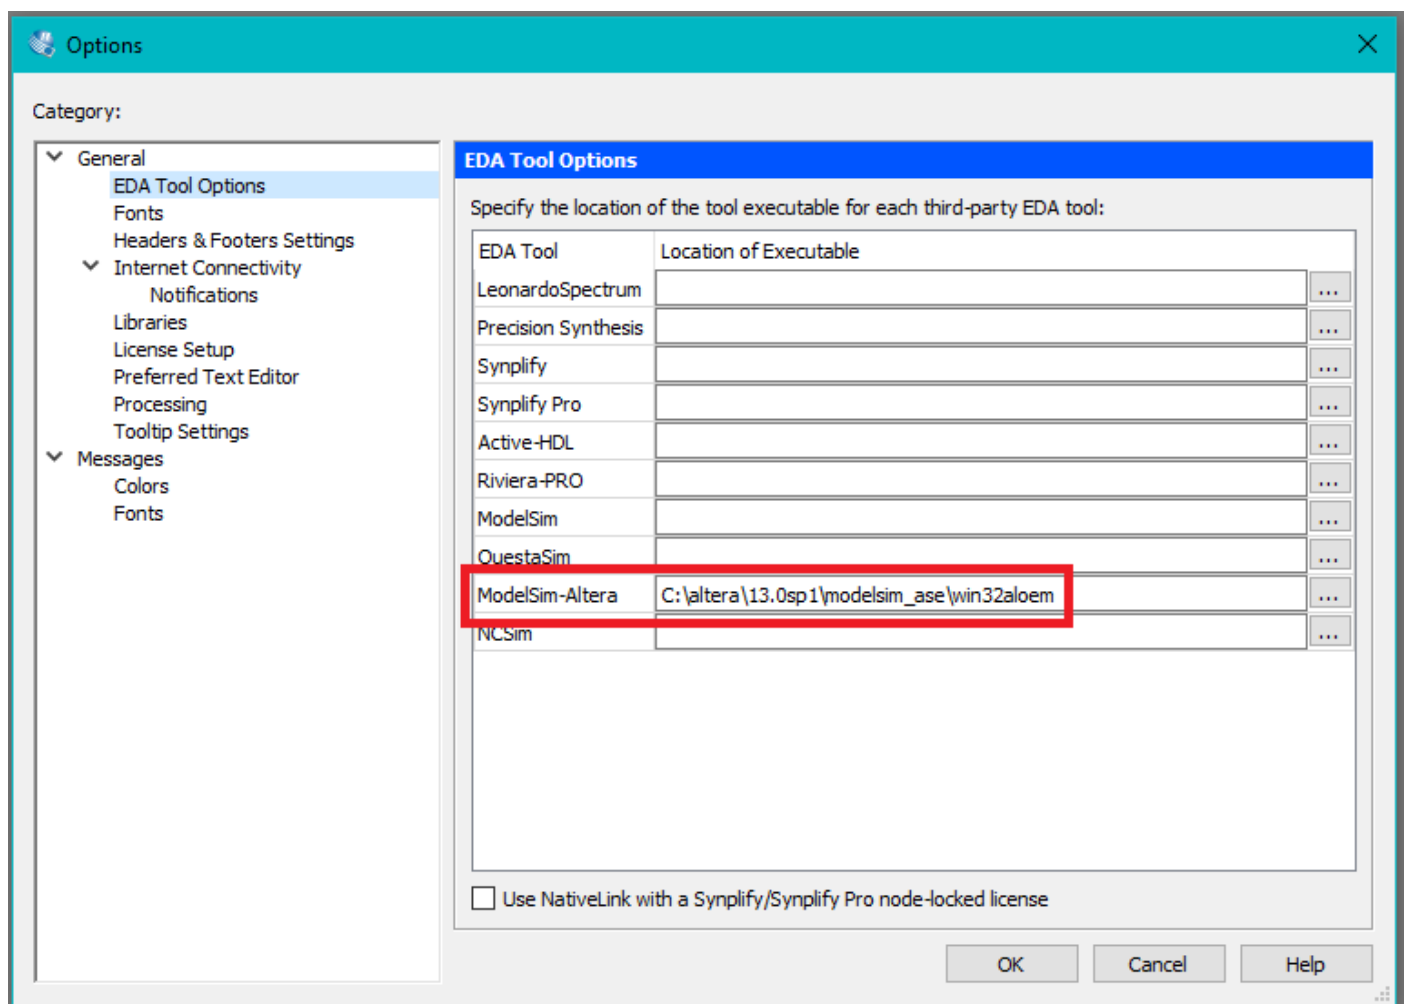 Options
Category:
General
EDA Tool Options
Fonts
Headers & Footers Settings
Internet Connectivity
Notifications
Libraries
License Setup
Preferred Text Editor
Processing
Tooltip Settings
Messages
Colors
Fonts
EDA Tool Options
Specify the location of the tool executable for each third-party EDA tool:
EDA Tool Location of Executable
LeonardoSpectrum ...
Precision Synthesis ...
Synplify ...
Synplify Pro ...
Active-HDL ...
Riviera-PRO ...
ModelSim ...
QuestaSim ...
ModelSim-Altera C:\altera\13.0sp1\modelsim_ase\win32aloem ...
NCSim ...
Use NativeLink with a Synplify/Synplify Pro node-locked license
OK Cancel Help